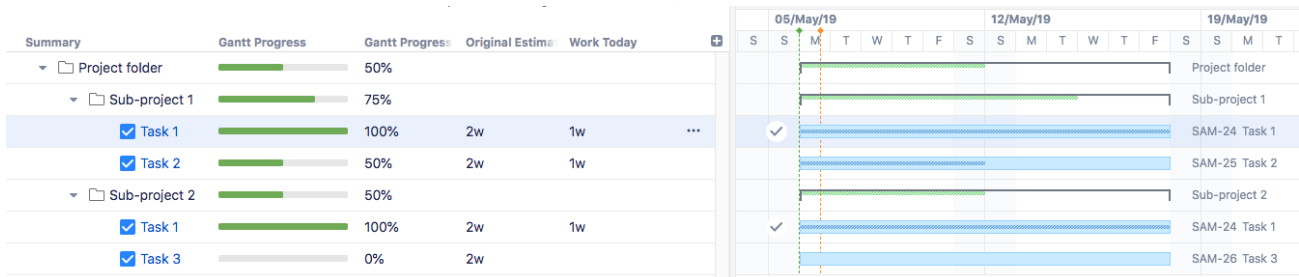 05/May/19 12/May/19 19/May/19
Summary Gantt Progress Gantt Progress Original Estima Work Today S S M T W T F S S M T W T F S S M T
Project folder 50% Project folder
Sub-project 1 75% Sub-project 1
Task 1 100% 2w 1w ••• SAM-24 Task 1
Task 2 50% 2w 1w SAM-25 Task 2
Sub-project 2 50% Sub-project 2
Task 1 100% 2w 1w SAM-24 Task 1
Task 3 0% 2w SAM-26 Task 3